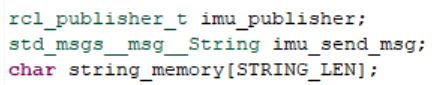 rcl_publisher_t imu_publisher;
std_msgs__msg__String imu_send_msg;
char string_memory[STRING_LEN];